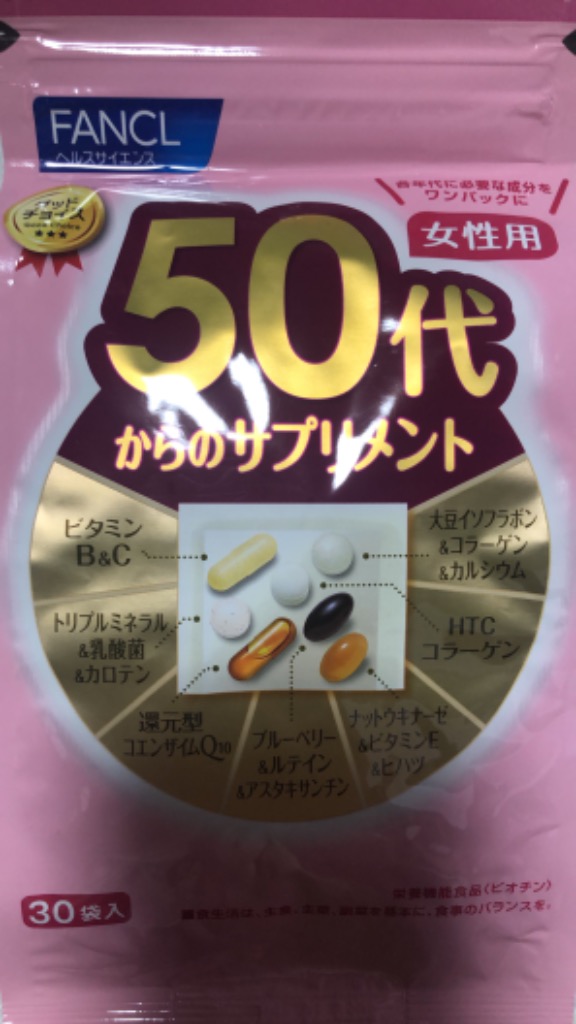 FANCL
ヘルスサイエンス
各年代に必要な成分を
ワンパックに
グッド
チョイス
女性用
50代
からのサプリメント
ビタミン
B&C
大豆イソフラボン
&コラーゲン
&カルシウム
トリプルミネラル
&乳酸菌
&カロテン
HTC
コラーゲン
還元型
コエンザイムQ10
ブルーベリー
&ルテイン
&アスタキサンチン
ナットウキナーゼ
&ビタミンE
&ヒハツ
30袋入
栄養機能食品(ビオチン)
食生活は、主食、主菜、副菜を基本に、食事のバランスを。